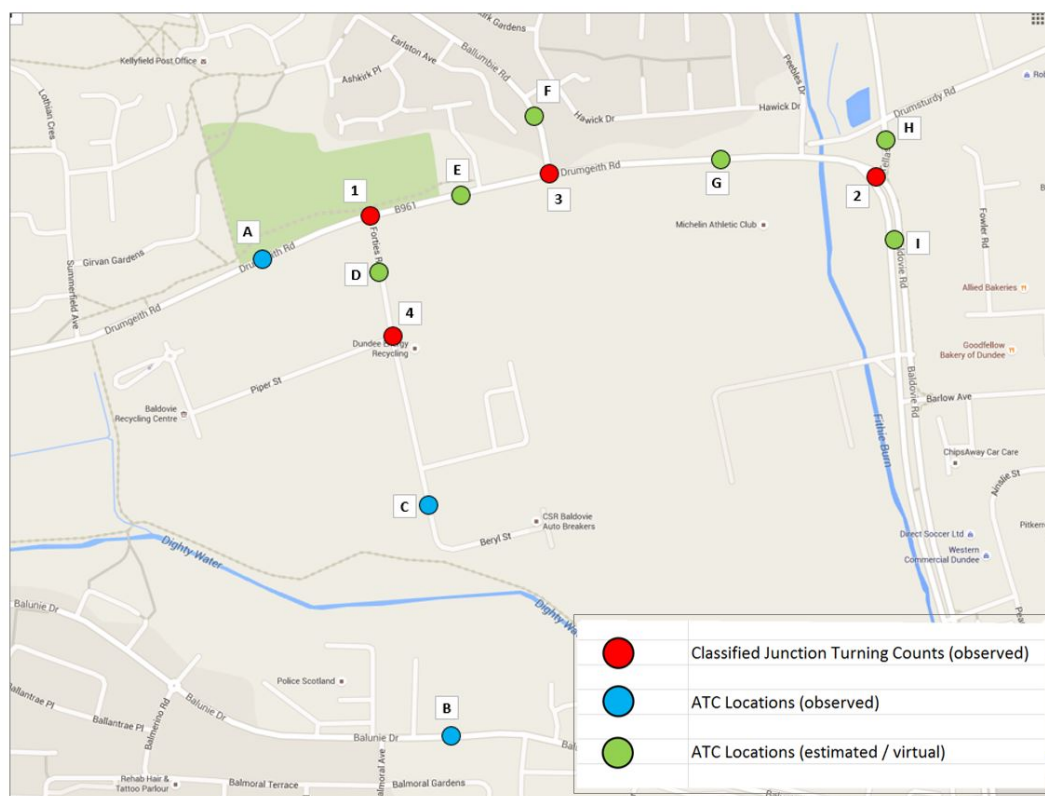 Kellyfield Post Office
Gardens
Earlston Ave
Ballumbie Rd
Ashkirk Pl
Lothian Cres
Peebles Dr
F
Hawick Dr
Hawick Dr
Drumsturdy Rd
H
E
Drumgeith Rd
1
B961
3
G
2
A
Girvan Gardens
Drumgeith Rd
Forties
Michelin Athletic Club
Fowler Rd
I
D
Summerfield Ave
Allied Bakeries
Drumgeith Rd
4
Dundee Energy
Recycling
Goodfellow
Bakery of Dundee
Piper St
Baldovie Rd
Barlow Ave
Baldovie
Recycling Centre
Fithie Burn
ChipsAway Car Care
Ainslie St
C
CSR Baldovie
Auto Breakers
Beryl St
Direct Soccer Ltd
Western
Commercial Dundee
Dighty Water
Balunie Dr
Police Scotland
Ballantrae Pl
Balmerino Rd
Balunie Dr
B
Balunie Dr
Balmoral Ave
Rehab Hair &
Tattoo Parlour
Balmoral Terrace
Balmoral Gardens
Classified Junction Turning Counts (observed)
ATC Locations (observed)
ATC Locations (estimated / virtual)